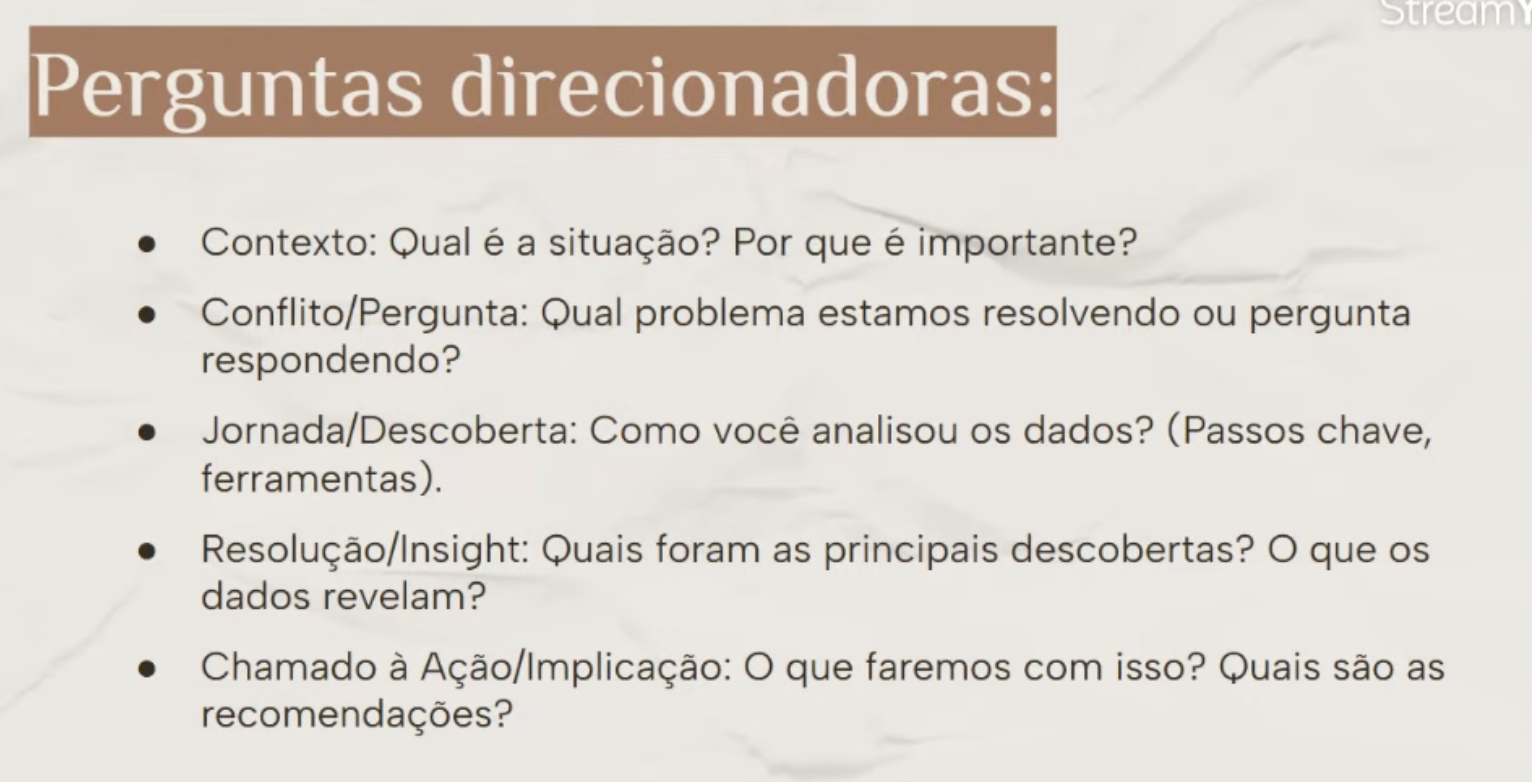 Stream
Perguntas direcionadoras:
● Contexto: Qual é a situação? Por que é importante?
● Conflito/Pergunta: Qual problema estamos resolvendo ou pergunta
respondendo?
● Jornada/Descoberta: Como você analisou os dados? (Passos chave,
ferramentas).
● Resolução/Insight: Quais foram as principais descobertas? O que os
dados revelam?
● Chamado à Ação/Implicação: O que faremos com isso? Quais são as
recomendações?